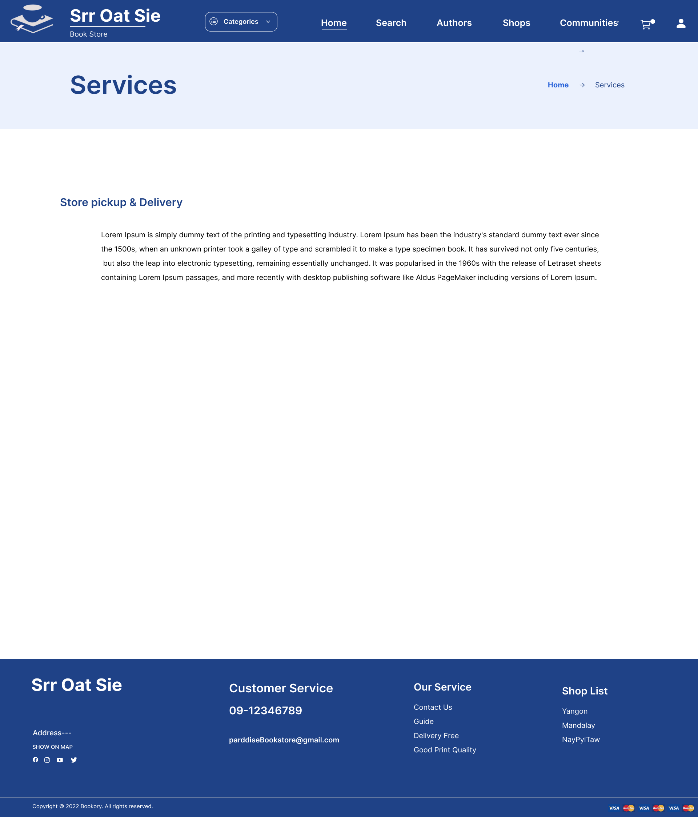 Srr Oat Sie
Book Store
Categories
Home
Search
Authors
Shops
Communities
Services
Home
Services
Store pickup & Delivery
Lorem Ipsum is simply dummy text of the printing and typesetting industry. Lorem Ipsum has been the industry's standard dummy text ever since
the 1500s, when an unknown printer took a galley of type and scrambled it to make a type specimen book. It has survived not only five centuries,
but also the leap into electronic typesetting, remaining essentially unchanged. It was popularised in the 1960s with the release of Letraset sheets
containing Lorem Ipsum passages, and more recently with desktop publishing software like Aldus PageMaker including versions of Lorem Ipsum.
Srr Oat Sie
Address---
SHOW ON MAP
Customer Service
09-12346789
parddiseBookstore@gmail.com
Our Service
Contact Us
Guide
Delivery Free
Good Print Quality
Shop List
Yangon
Mandalay
NayPyiTaw
Copyright © 2022 Bookory. All rights reserved.
VISA
VISA
VISA